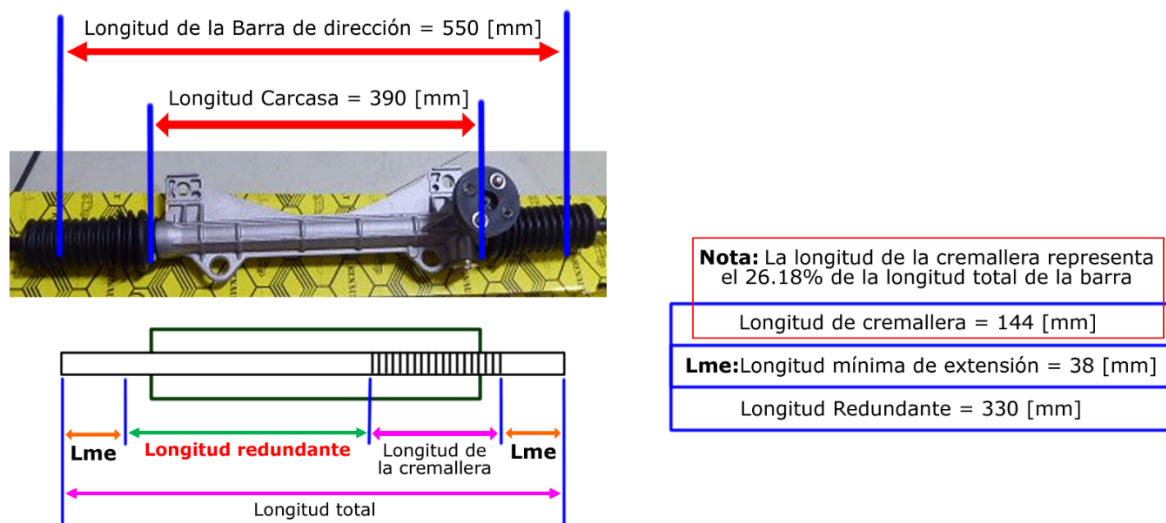 Longitud de la Barra de dirección = 550 [mm]
Longitud Carcasa = 390 [mm]
Nota: La longitud de la cremallera representa
el 26.18% de la longitud total de la barra
Longitud de cremallera = 144 [mm]
Lme:Longitud mínima de extensión = 38 [mm]
Longitud Redundante = 330 [mm]
Lme
Longitud redundante
Longitud de
la cremallera
Lme
Longitud total